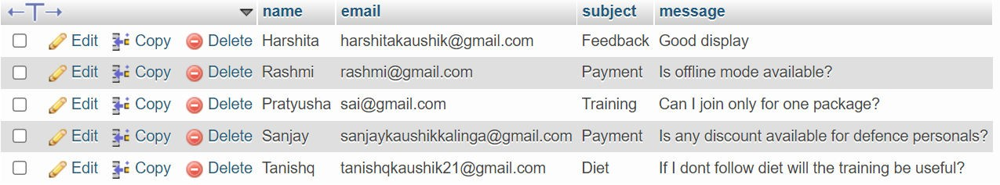 name email subject message
Edit Copy Delete Harshita harshitakaushik@gmail.com Feedback Good display
Edit Copy Delete Rashmi rashmi@gmail.com Payment Is offline mode available?
Edit Copy Delete Pratyusha sai@gmail.com Training Can I join only for one package?
Edit Copy Delete Sanjay sanjaykaushikkalinga@gmail.com Payment Is any discount available for defence personals?
Edit Copy Delete Tanishq tanishqkaushik21@gmail.com Diet If I dont follow diet will the training be useful?